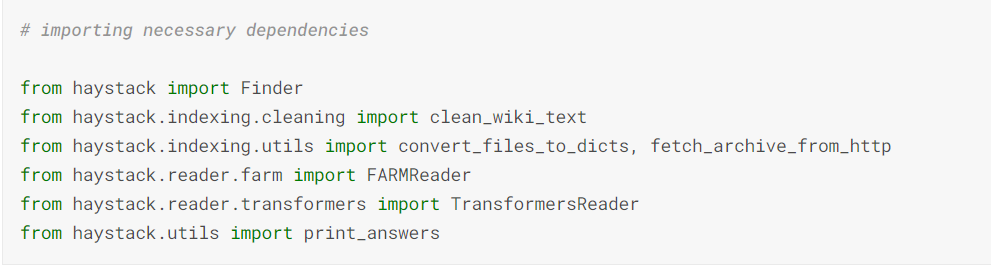 # importing necessary dependencies
from haystack import Finder
from haystack.indexing.cleaning import clean_wiki_text
from haystack.indexing.utils import convert_files_to_dicts, fetch_archive_from_http
from haystack.reader.farm import FARMReader
from haystack.reader.transformers import TransformersReader
from haystack.utils import print_answers